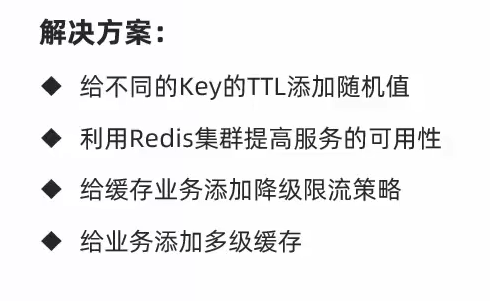 解决方案：
◆ 给不同的Key的TTL添加随机值
◆ 利用Redis集群提高服务的可用性
◆ 给缓存业务添加降级限流策略
◆ 给业务添加多级缓存